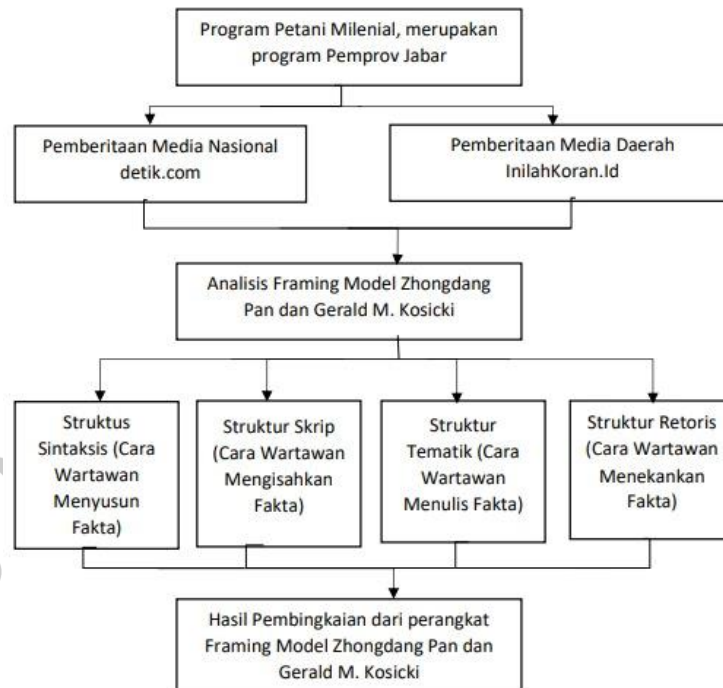 Program Petani Milenial, merupakan
program Pemprov Jabar
Pemberitaan Media Nasional
detik.com
Pemberitaan Media Daerah
InilahKoran.Id
Analisis Framing Model Zhongdang
Pan dan Gerald M. Kosicki
Struktus
Sintaksis (Cara
Wartawan
Menyusun
Fakta)
Struktur Skrip
(Cara Wartawan
Mengisahkan
Fakta)
Struktur
Tematik (Cara
Wartawan
Menulis Fakta)
Struktur Retoris
(Cara Wartawan
Menekankan
Fakta)
Hasil Pembingkaian dari perangkat
Framing Model Zhongdang Pan dan
Gerald M. Kosicki